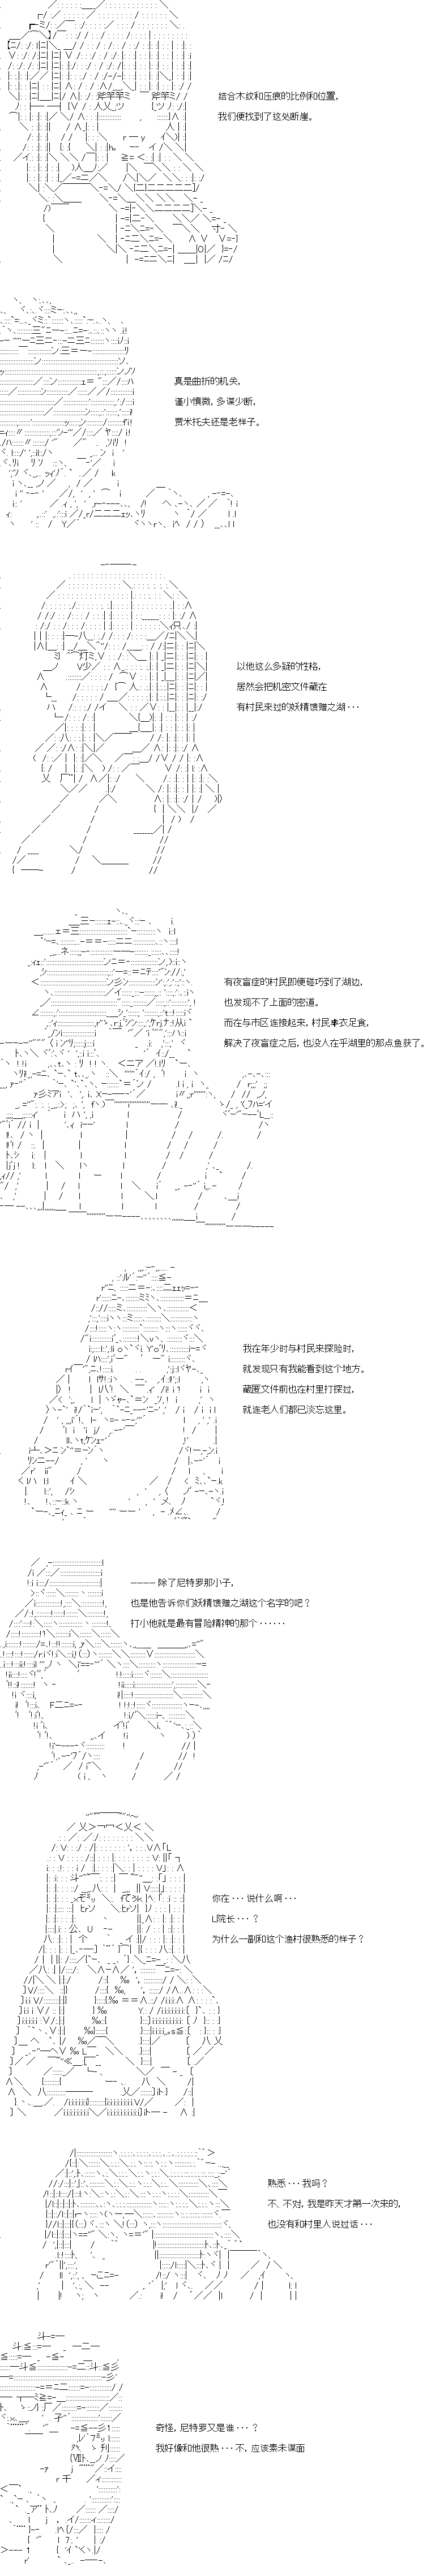 结合木纹和压痕的比例和位置，
我们便找到了这处断崖。
真是曲折的机关，
谨小慎微，多谋少断，
贾米托夫还是老样子。
以他这么多疑的性格，
居然会把机密文件藏在
有村民来过的妖精馈赠之湖···
有夜盲症的村民即便碰巧到了湖边，
也发现不了上面的密道。
而在与市区连接起来，村民丰衣足食，
解决了夜盲症之后，也没人在乎湖里的那点鱼获了。
我在年少时与村民来探险时，
就发现只有我能看到这个地方。
藏匿文件前也在村里打探过，
就连老人们都已淡忘这里。
———— 除了尼特罗那小子，
也是他告诉你们妖精馈赠之湖这个名字的吧？
打小他就是最有冒险精神的那个······
你在···说什么啊···
L院长···？
为什么一副和这个渔村很熟悉的样子？
熟悉···我吗？
不、不对，我是昨天才第一次来的，
也没有和村里人说过话···
奇怪，尼特罗又是谁···？
我好像和他很熟···不，应该素未谋面